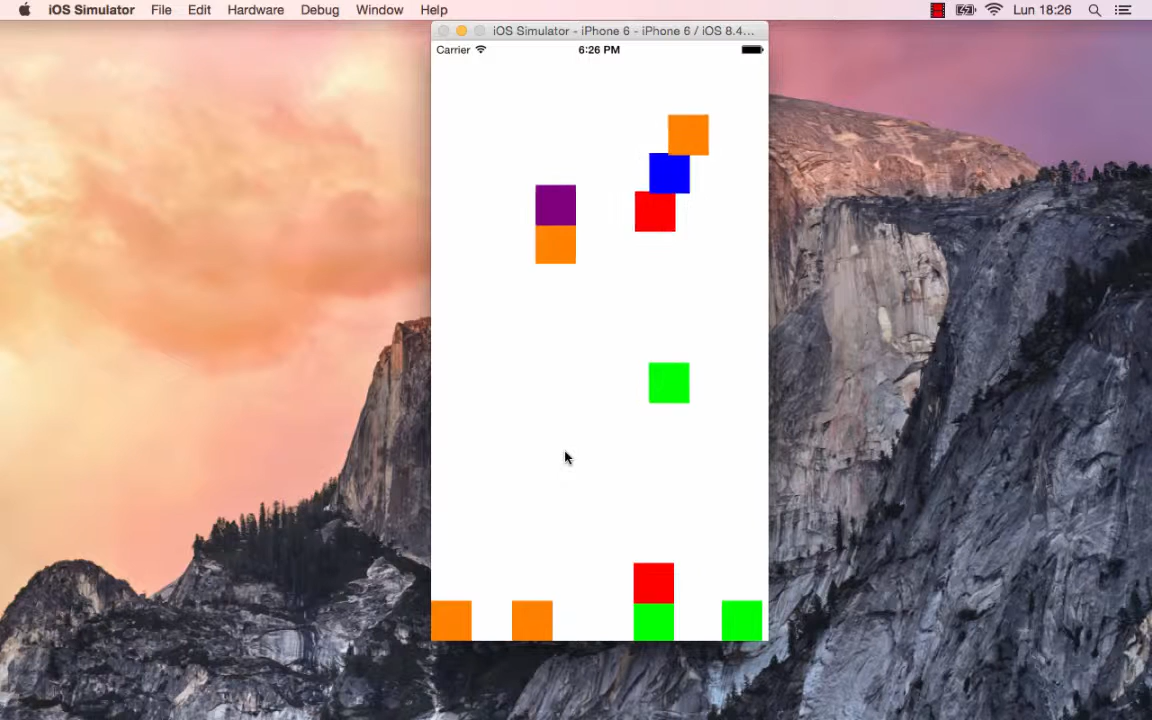 iOS Simulator File Edit Hardware Debug Window Help Lun 18:26
iOS Simulator - iPhone 6 - iPhone 6 / iOS 8.4...
Carrier 6:26 PM